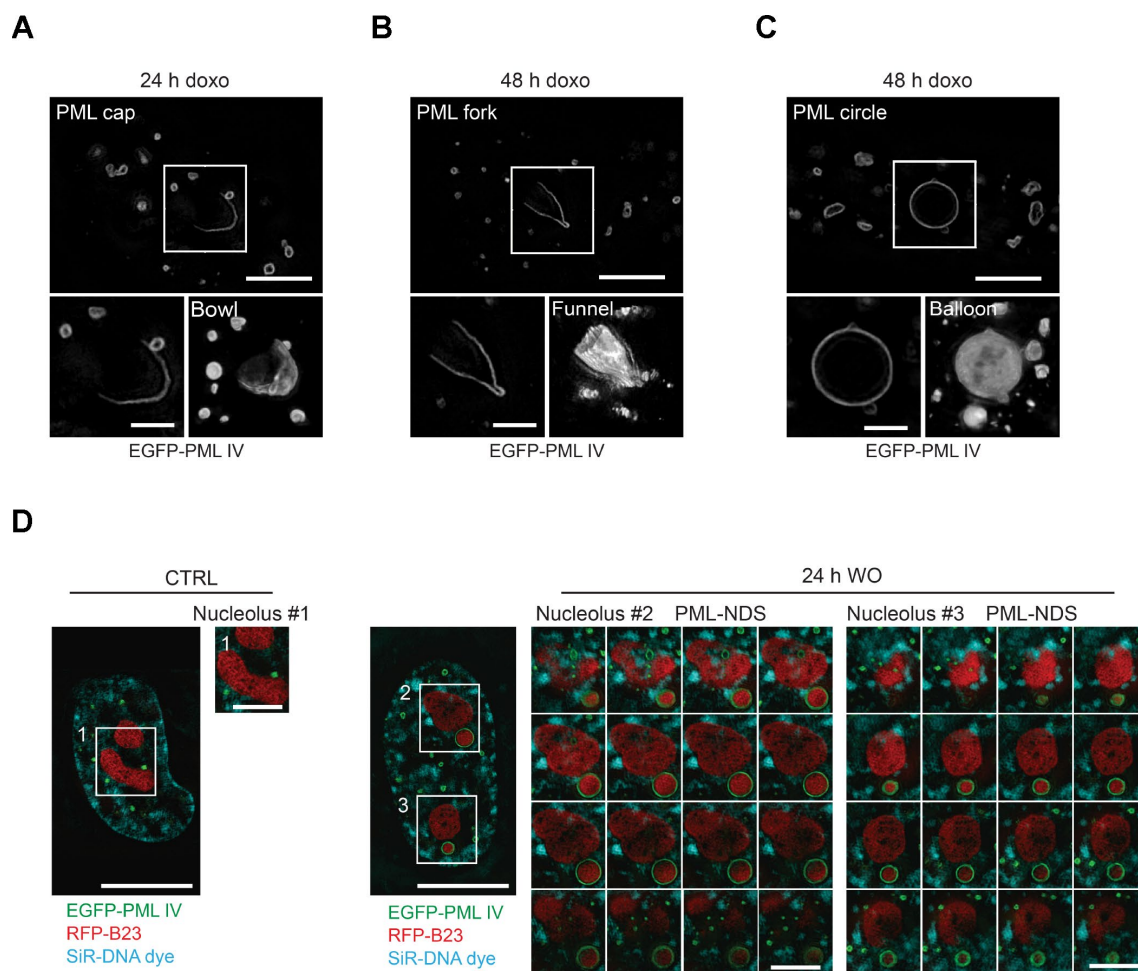 A
B
C
24 h doxo
48 h doxo
48 h doxo
PML cap
PML fork
PML circle
Bowl
Funnel
Balloon
EGFP-PML IV
EGFP-PML IV
EGFP-PML IV
D
CTRL
24 h WO
Nucleolus #1
Nucleolus #2 PML-NDS
Nucleolus #3 PML-NDS
1
1
2
3
EGFP-PML IV
RFP-B23
SiR-DNA dye
EGFP-PML IV
RFP-B23
SiR-DNA dye